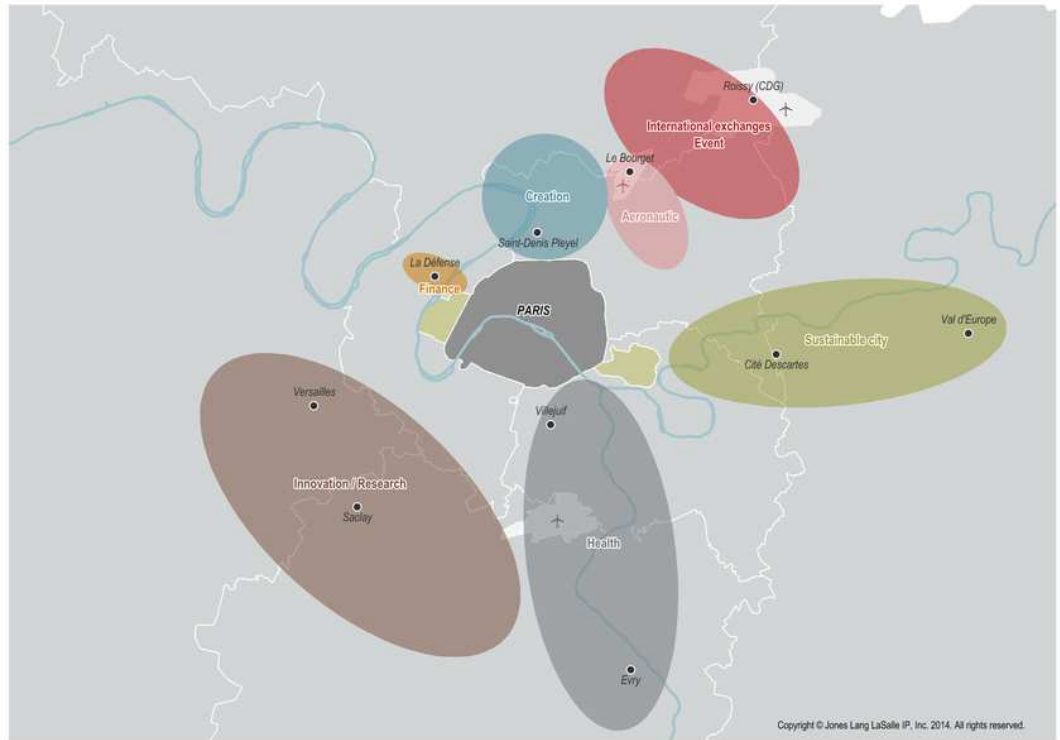 Roissy (CDG)
International exchanges
Event
Le Bourget
Creation
Aeronautic
Saint-Denis Pleyel
La Défense
Finance
PARIS
Val d'Europe
Sustainable city
Cité Descartes
Versailles
Villejuif
Innovation / Research
Saclay
Health
Evry
Copyright © Jones Lang LaSalle IP, Inc. 2014. All rights reserved.